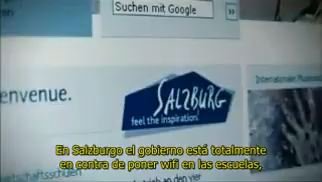 Suchen mit Google
envenue.
SALZBURG
feel the inspiration!
Internationaler
En Salzburgo el gobierno está totalmente
en contra de poner wifi en las escuelas,